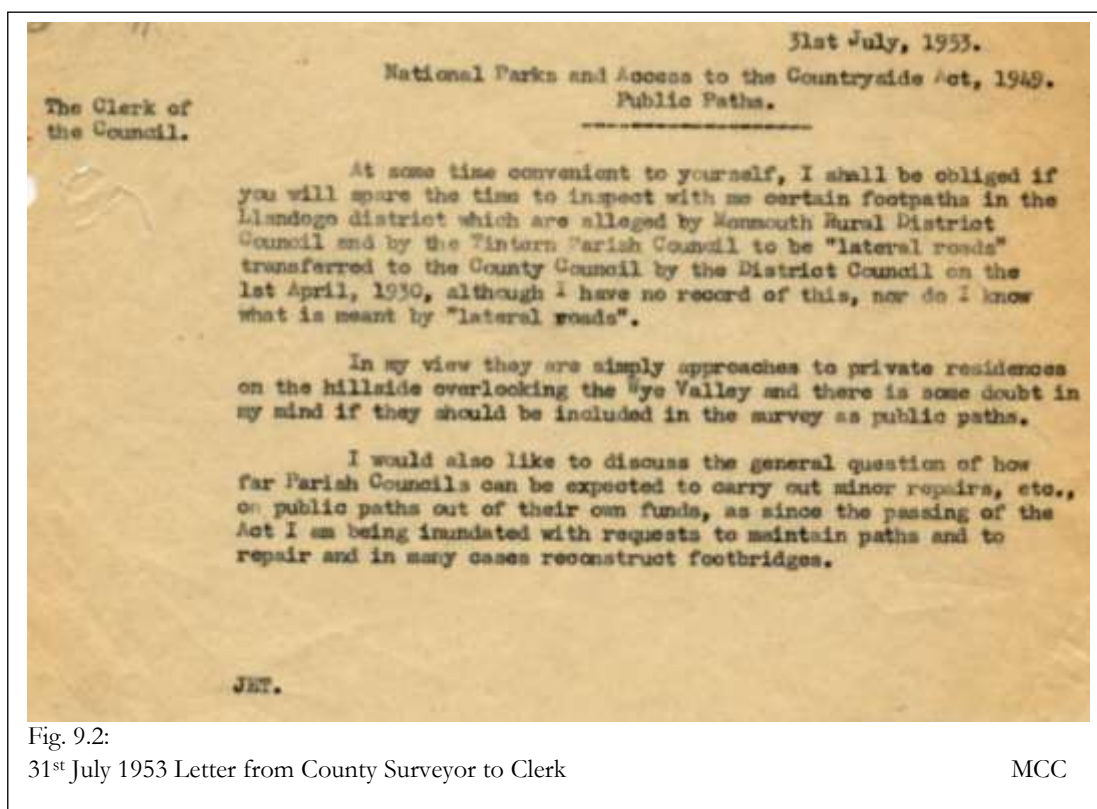 31st July, 1953.
National Parks and Access to the Countryside Act, 1949.
Public Paths.
The Clerk of
the Council.
At some time convenient to yourself, I shall be obliged if
you will spare the time to inspect with me certain footpaths in the
Llandogo district which are alleged by Monmouth Rural District
Council and by the Tintern Parish Council to be "lateral roads"
transferred to the County Council by the District Council on the
1st April, 1930, although I have no record of this, nor do I know
what is meant by "lateral roads".
In my view they are simply approaches to private residences
on the hillside overlooking the Wye Valley and there is some doubt in
my mind if they should be included in the survey as public paths.
I would also like to discuss the general question of how
far Parish Councils can be expected to carry out minor repairs, etc.,
on public paths out of their own funds, as since the passing of the
Act I am being inundated with requests to maintain paths and to
repair and in many cases reconstruct footbridges.
JET.
Fig. 9.2:
31st July 1953 Letter from County Surveyor to Clerk MCC